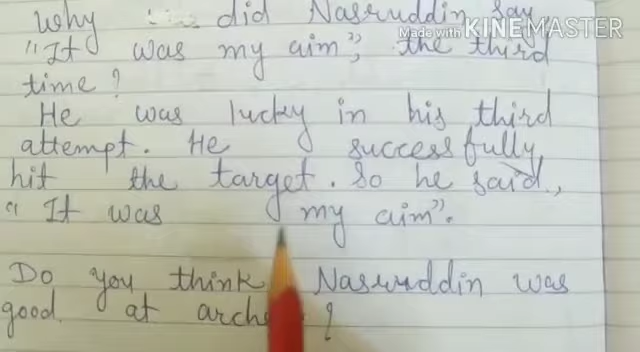 Why did Nasruddin say,
"It was my aim", the third
time?
He was lucky in his third
attempt. He successfully
hit the target. So he said,
"It was my aim".
Do you think Nasruddin was
good at
Made with KINEMASTER